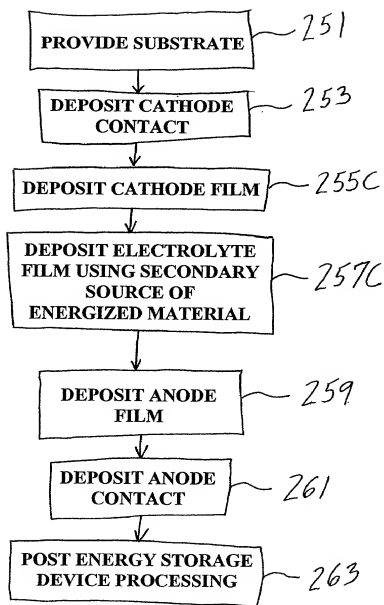 PROVIDE SUBSTRATE
251
DEPOSIT CATHODE
CONTACT
253
DEPOSIT CATHODE FILM
255C
DEPOSIT ELECTROLYTE
FILM USING SECONDARY
SOURCE OF
ENERGIZED MATERIAL
257C
DEPOSIT ANODE
FILM
259
DEPOSIT ANODE
CONTACT
261
POST ENERGY STORAGE
DEVICE PROCESSING
263